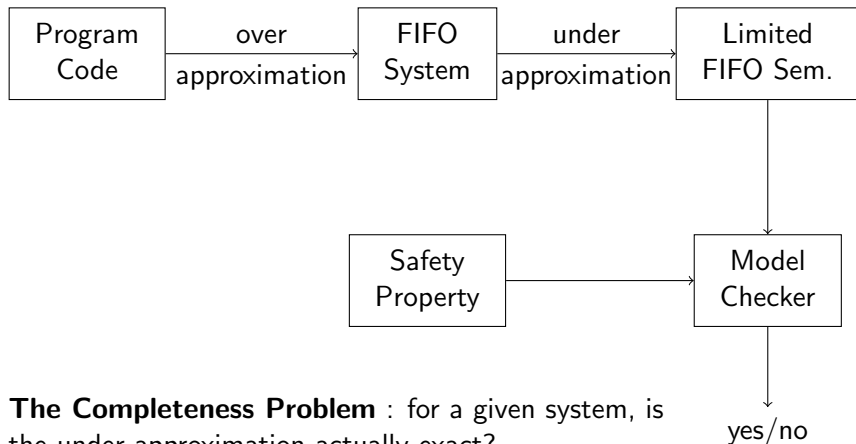 Program
Code
over
approximation
FIFO
System
under
approximation
Limited
FIFO Sem.
Safety
Property
Model
Checker
The Completeness Problem : for a given system, is
the under approximation actually exact?
yes/no